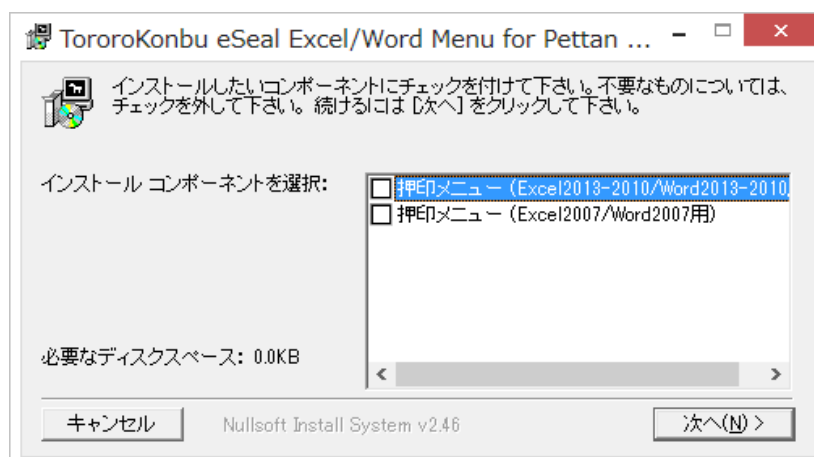 TororoKonbu eSeal Excel/Word Menu for Pettan ...
インストールしたいコンポーネントにチェックを付けて下さい。不要なものについては、
チェックを外して下さい。続けるには [次へ] をクリックして下さい。
インストール コンポーネントを選択:
押印メニュー (Excel2013-2010/Word2013-2010
押印メニュー (Excel2007/Word2007用)
必要なディスクスペース: 0.0KB
キャンセル
Nullsoft Install System v2.46
次へ(N) >